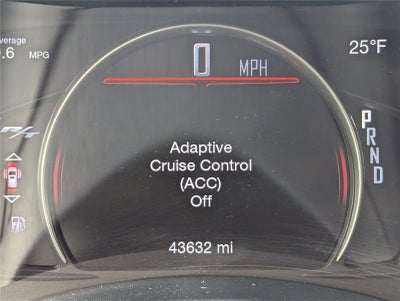 verage
0 MPH
25°F
.6 MPG
R/T
P
R
N
D
Adaptive
Cruise Control
(ACC)
Off
43632 mi